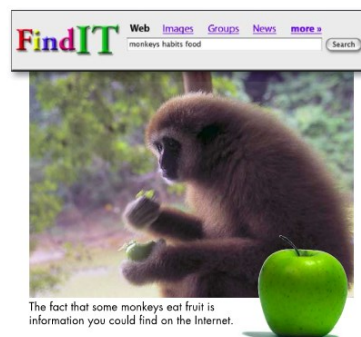 FindIT
Web Images Groups News more »
monkeys habits food
Search
The fact that some monkeys eat fruit is
information you could find on the Internet.